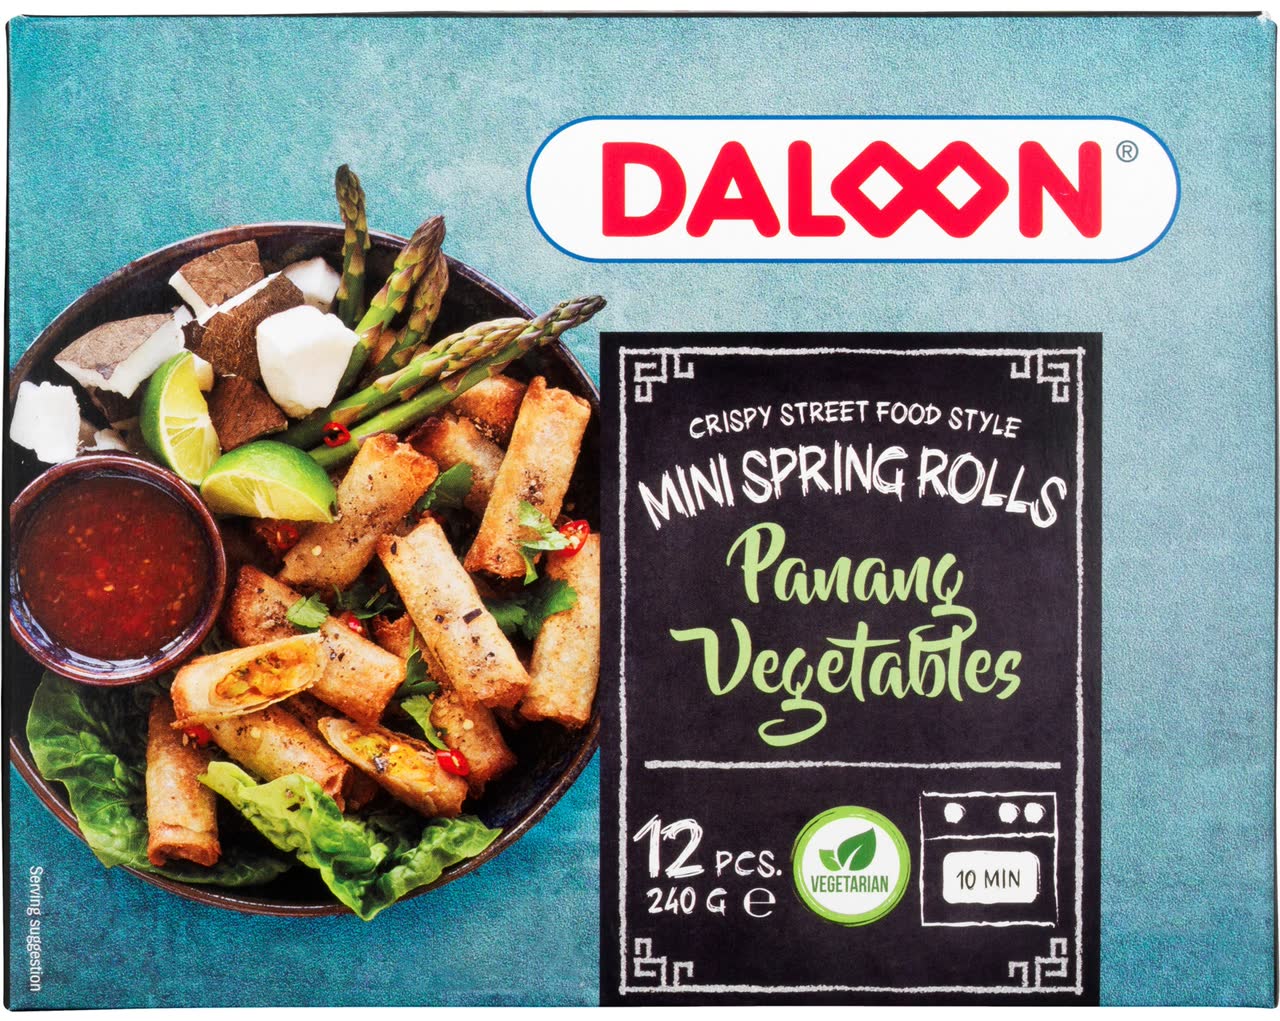 DALOON®
CRISPY STREET FOOD STYLE
MINI SPRING ROLLS
Panang
Vegetables
12 PCS.
240 G ℮
VEGETARIAN
10 MIN
Serving suggestion